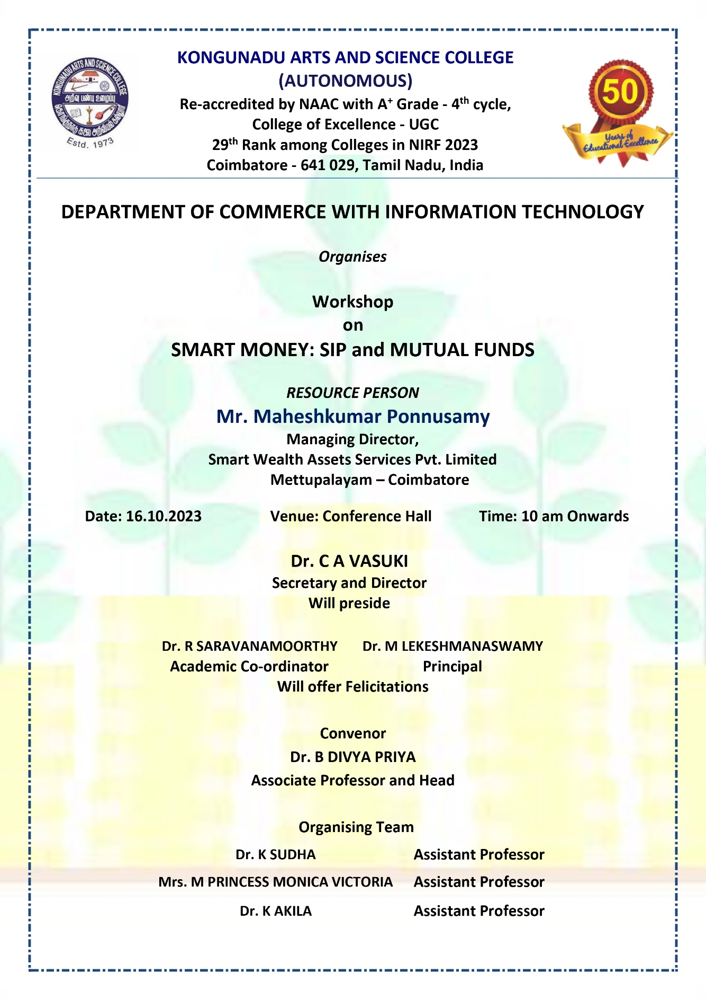 KONGUNADU ARTS AND SCIENCE COLLEGE
அறிவு பண்பு உழைப்பு
கொங்குநாடு கலை அறிவியல் கல்லூரி
Estd. 1973
KONGUNADU ARTS AND SCIENCE COLLEGE
(AUTONOMOUS)
Re-accredited by NAAC with A+ Grade - 4th cycle,
College of Excellence - UGC
29th Rank among Colleges in NIRF 2023
Coimbatore - 641 029, Tamil Nadu, India
50
Years of
Educational Excellence
DEPARTMENT OF COMMERCE WITH INFORMATION TECHNOLOGY
Organises
Workshop
on
SMART MONEY: SIP and MUTUAL FUNDS
RESOURCE PERSON
Mr. Maheshkumar Ponnusamy
Managing Director,
Smart Wealth Assets Services Pvt. Limited
Mettupalayam – Coimbatore
Date: 16.10.2023 Venue: Conference Hall Time: 10 am Onwards
Dr. C A VASUKI
Secretary and Director
Will preside
Dr. R SARAVANAMOORTHY Dr. M LEKESHMANASWAMY
Academic Co-ordinator Principal
Will offer Felicitations
Convenor
Dr. B DIVYA PRIYA
Associate Professor and Head
Organising Team
Dr. K SUDHA Assistant Professor
Mrs. M PRINCESS MONICA VICTORIA Assistant Professor
Dr. K AKILA Assistant Professor